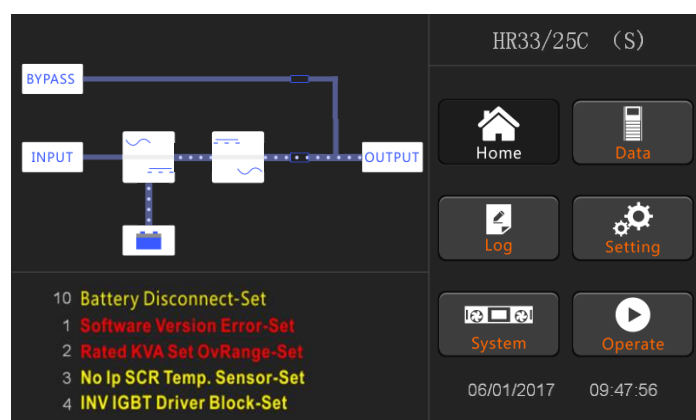 HR33/25C (S)
BYPASS
INPUT
OUTPUT
Home
Data
Log
Setting
System
Operate
10 Battery Disconnect-Set
1 Software Version Error-Set
2 Rated KVA Set OvRange-Set
3 No Ip SCR Temp. Sensor-Set
4 INV IGBT Driver Block-Set
06/01/2017 09:47:56